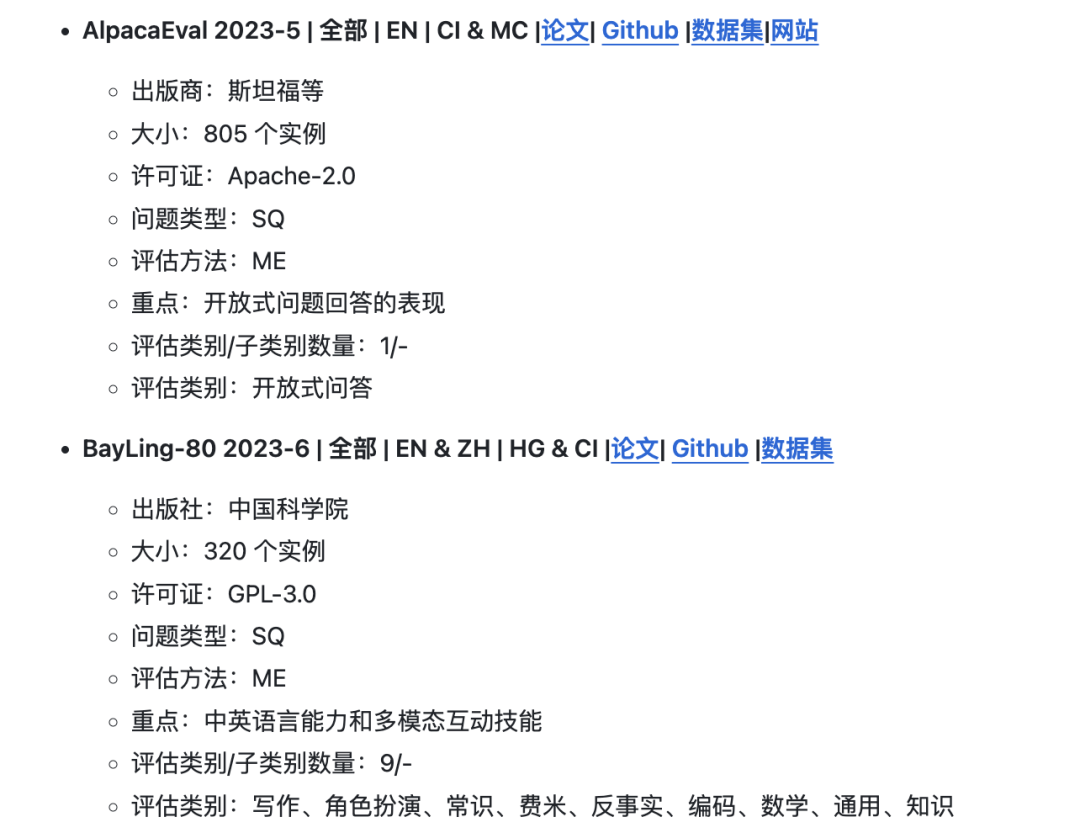 AlpacaEval 2023-5 | 全部 | EN | CI & MC |论文| Github |数据集|网站
出版商：斯坦福等
大小：805 个实例
许可证：Apache-2.0
问题类型：SQ
评估方法：ME
重点：开放式问题回答的表现
评估类别/子类别数量：1/-
评估类别：开放式问答
BayLing-80 2023-6 | 全部 | EN & ZH | HG & CI |论文| Github |数据集
出版社：中国科学院
大小：320 个实例
许可证：GPL-3.0
问题类型：SQ
评估方法：ME
重点：中英语言能力和多模态互动技能
评估类别/子类别数量：9/-
评估类别：写作、角色扮演、常识、费米、反事实、编码、数学、通用、知识